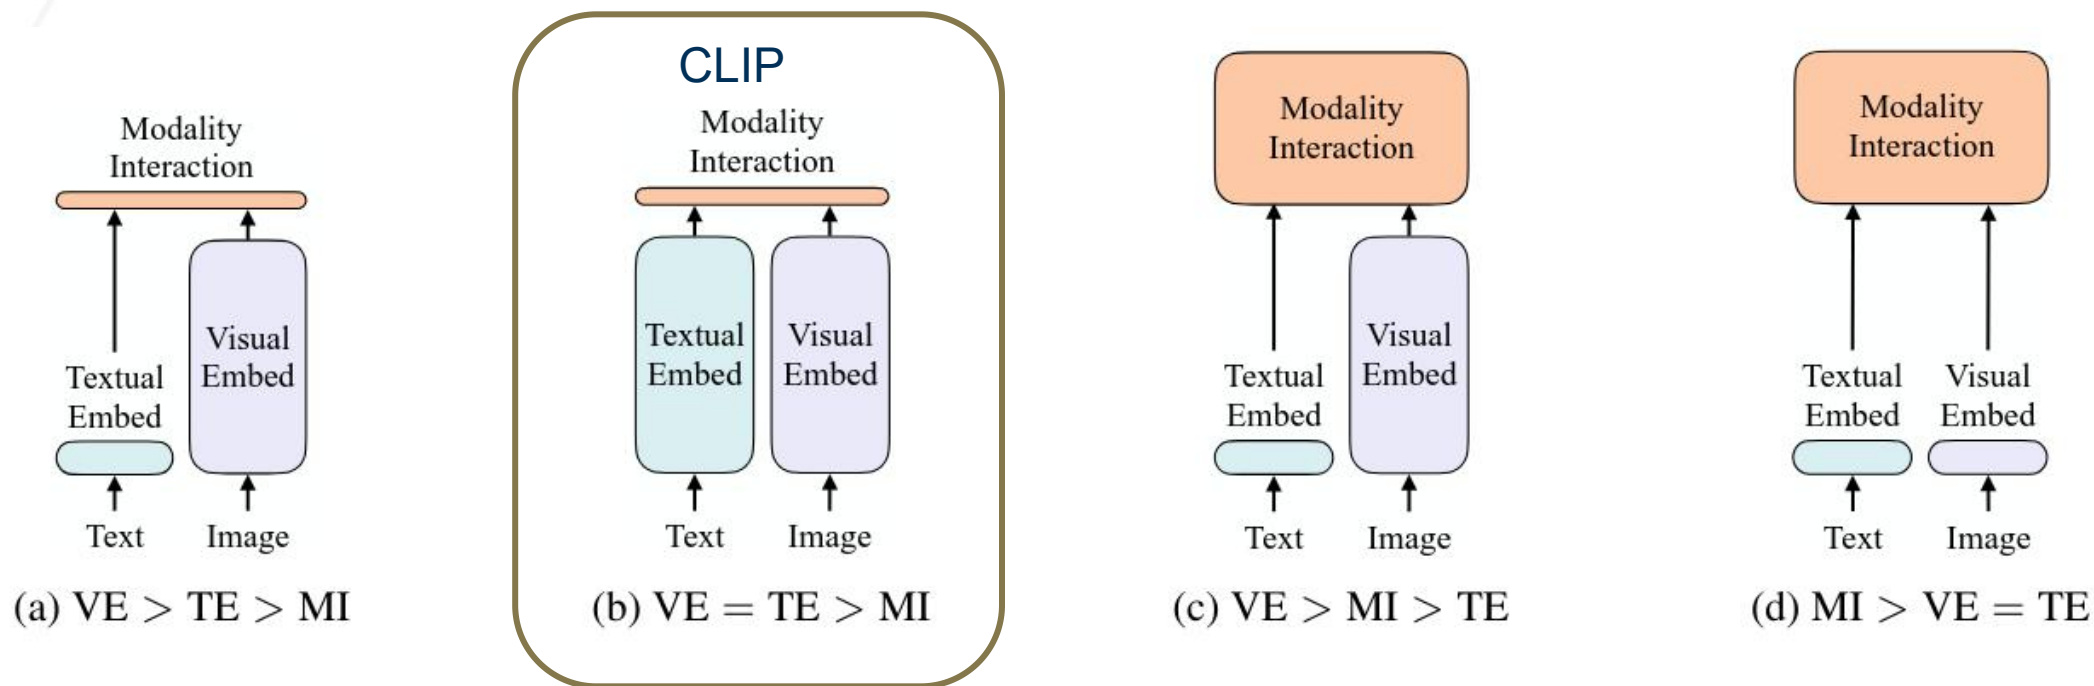 Modality
Interaction
Textual
Embed
Visual
Embed
Text
Image
(a) VE > TE > MI
CLIP
Modality
Interaction
Textual
Embed
Visual
Embed
Text
Image
(b) VE = TE > MI
Modality
Interaction
Textual
Embed
Visual
Embed
Text
Image
(c) VE > MI > TE
Modality
Interaction
Textual
Embed
Visual
Embed
Text
Image
(d) MI > VE = TE